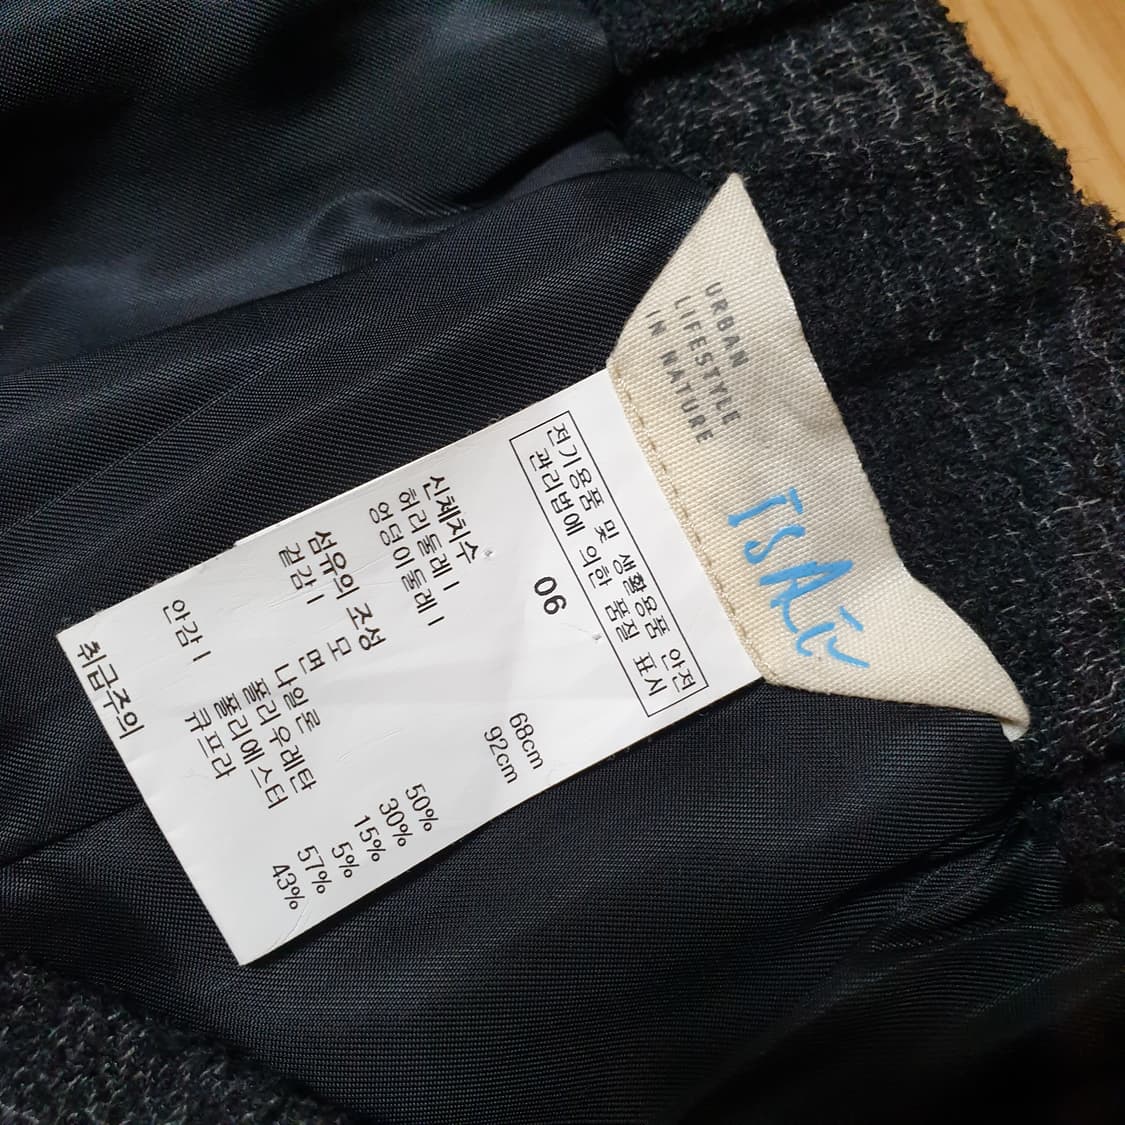 URBAN
LIFESTYLE
IN NATURE
전기용품 및 생활용품 안전
관리법에 의한 품질 표시
06
신체치수
허리둘레 | 68cm
엉덩이둘레 | 92cm
섬유의 조성
겉감 | 모 50%
면 30%
나일론 15%
폴리우레탄 5%
안감 | 폴리에스터 57%
큐프라 43%
취급주의